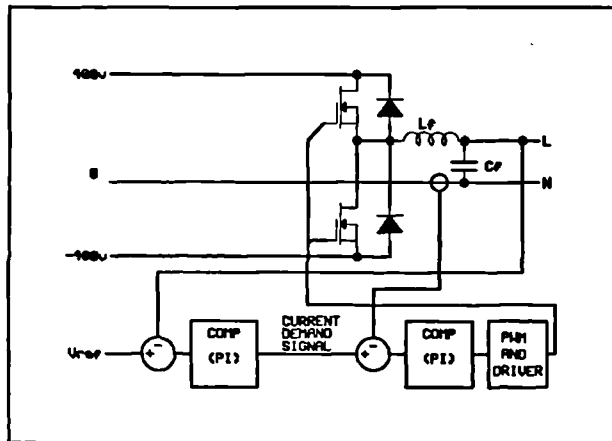 400v
Lf
L
Cf
0
N
-400v
CURRENT
DEMAND
SIGNAL
COMP
(PI)
COMP
(PI)
PWM
AND
DRIVER
Vref
+ -
+ -